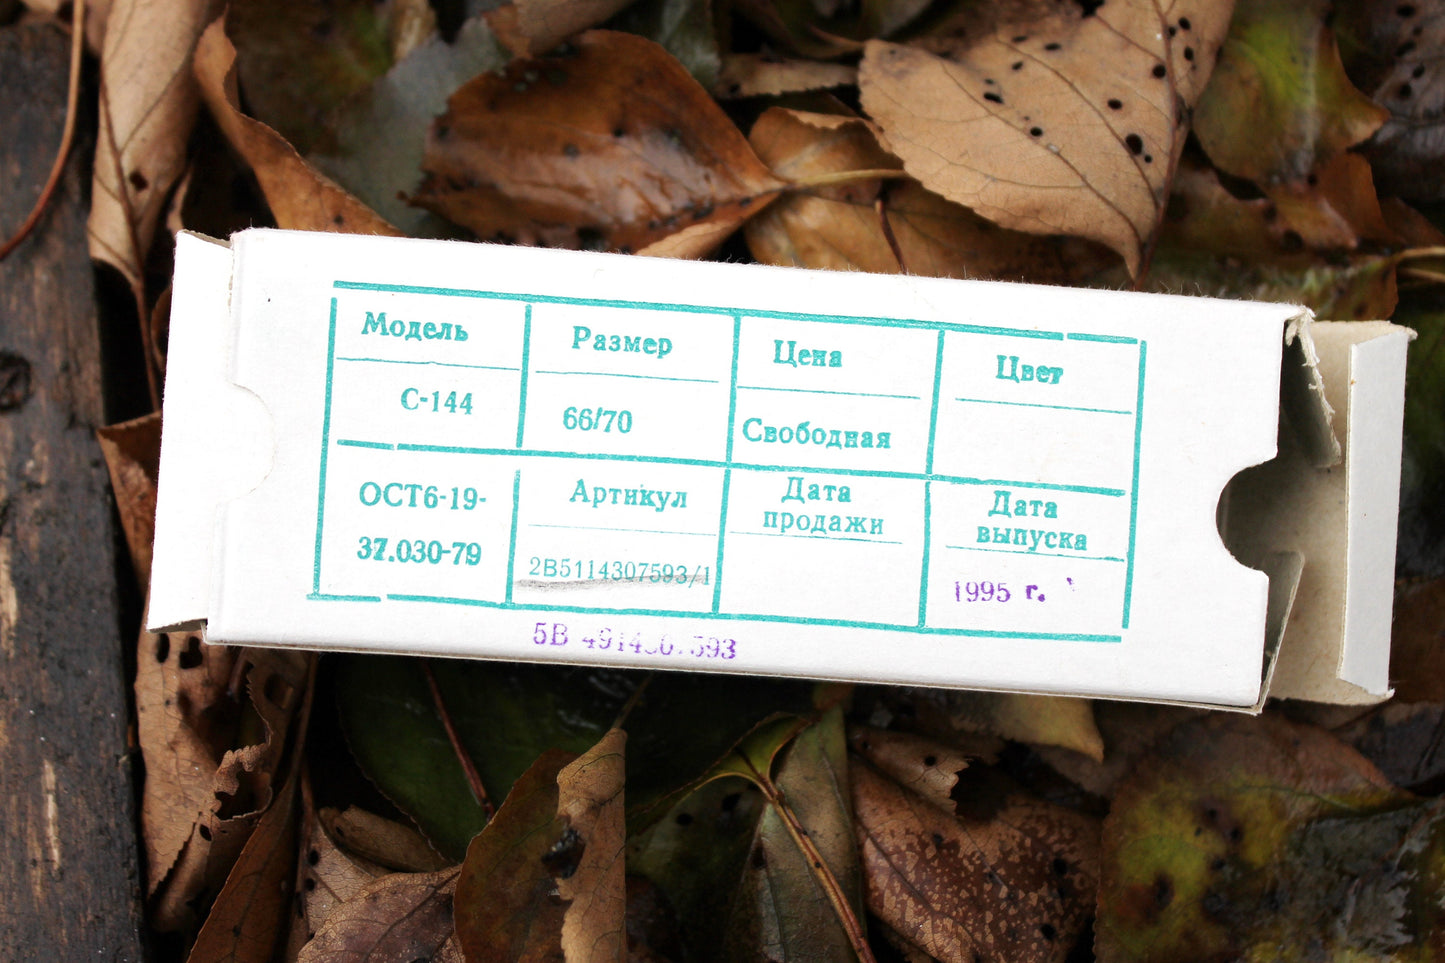 Модель Размер Цена Цвет
С-144 66/70 Свободная
ОСТ6-19- Артикул Дата Дата
продажи выпуска
37.030-79 2В5114307593/1 1995 г.
5В